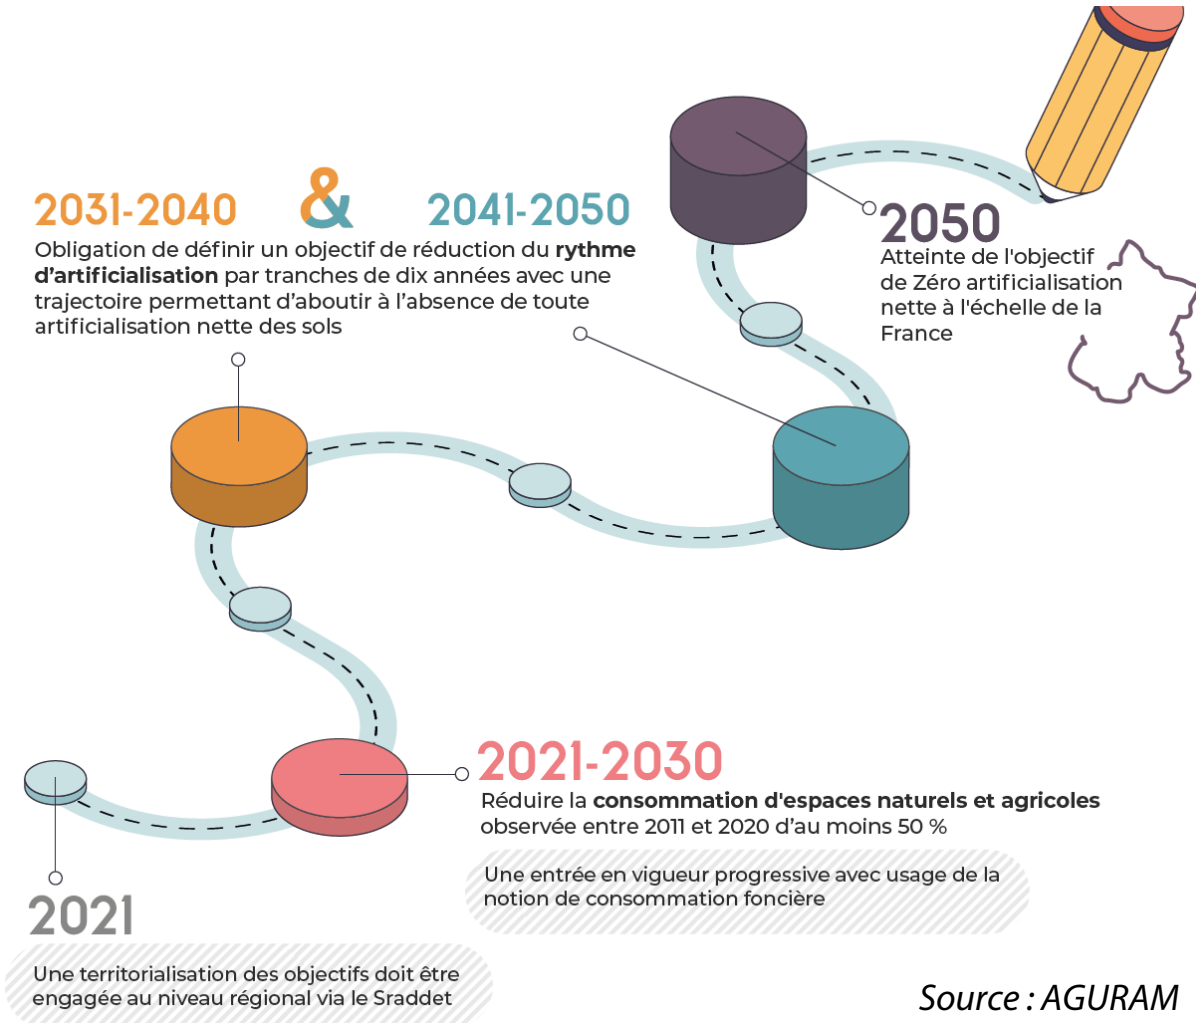 2031-2040 & 2041-2050
Obligation de définir un objectif de réduction du rythme
d’artificialisation par tranches de dix années avec une
trajectoire permettant d’aboutir à l’absence de toute
artificialisation nette des sols
2050
Atteinte de l'objectif
de Zéro artificialisation
nette à l'échelle de la
France
2021-2030
Réduire la consommation d'espaces naturels et agricoles
observée entre 2011 et 2020 d’au moins 50 %
Une entrée en vigueur progressive avec usage de la
notion de consommation foncière
2021
Une territorialisation des objectifs doit être
engagée au niveau régional via le Sraddet
Source : AGURAM